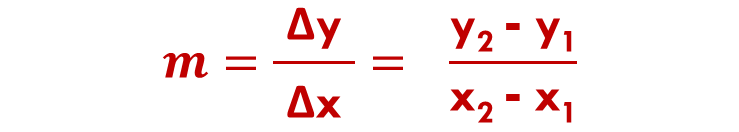 m = Δy / Δx = y₂ - y₁ / x₂ - x₁